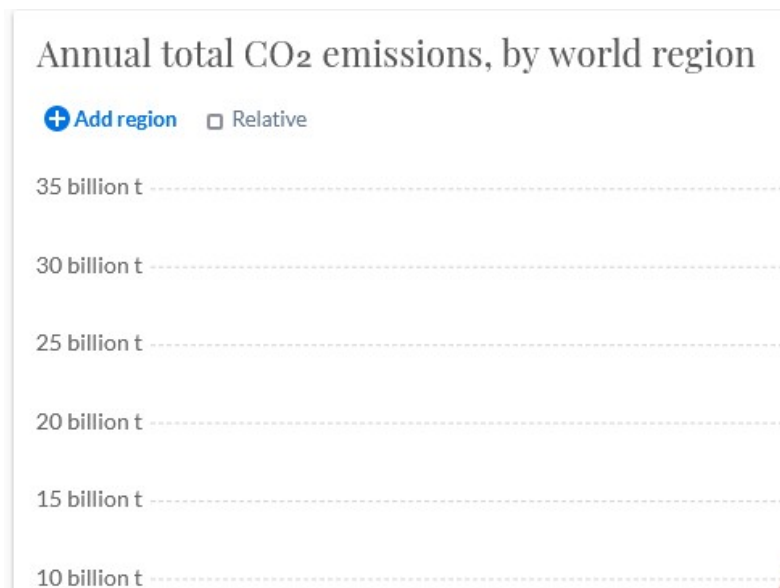 Annual total CO₂ emissions, by world region
Add region Relative
35 billion t
30 billion t
25 billion t
20 billion t
15 billion t
10 billion t